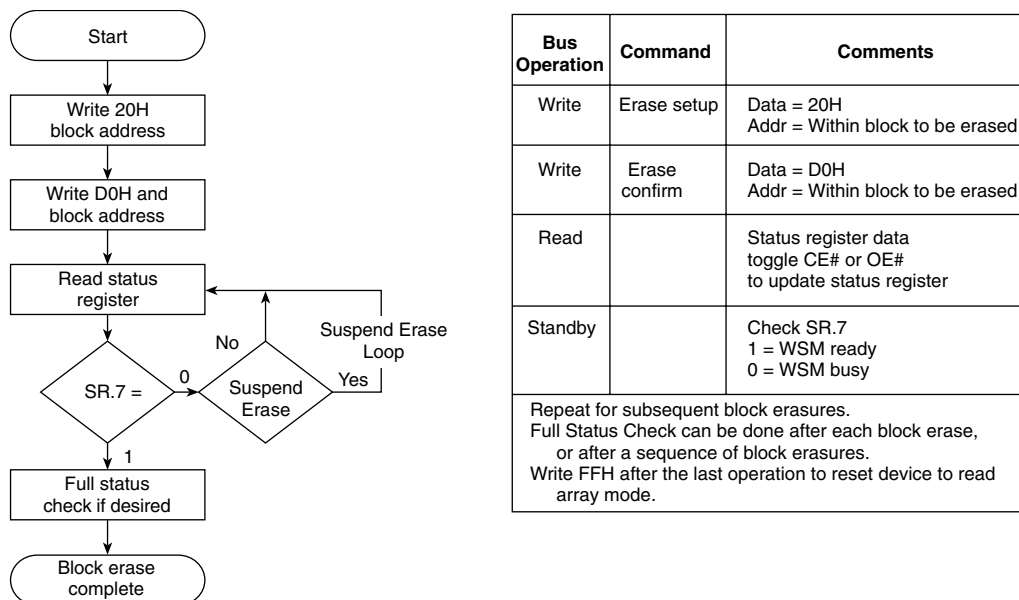 Start
Write 20H
block address
Write D0H and
block address
Read status
register
SR.7 =
0
1
No
Suspend
Erase
Yes
Suspend Erase
Loop
Full status
check if desired
Block erase
complete
Bus
Operation
Command
Comments
Write
Erase setup
Data = 20H
Addr = Within block to be erased
Write
Erase
confirm
Data = D0H
Addr = Within block to be erased
Read
Status register data
toggle CE# or OE#
to update status register
Standby
Check SR.7
1 = WSM ready
0 = WSM busy
Repeat for subsequent block erasures.
Full Status Check can be done after each block erase,
or after a sequence of block erasures.
Write FFH after the last operation to reset device to read
array mode.